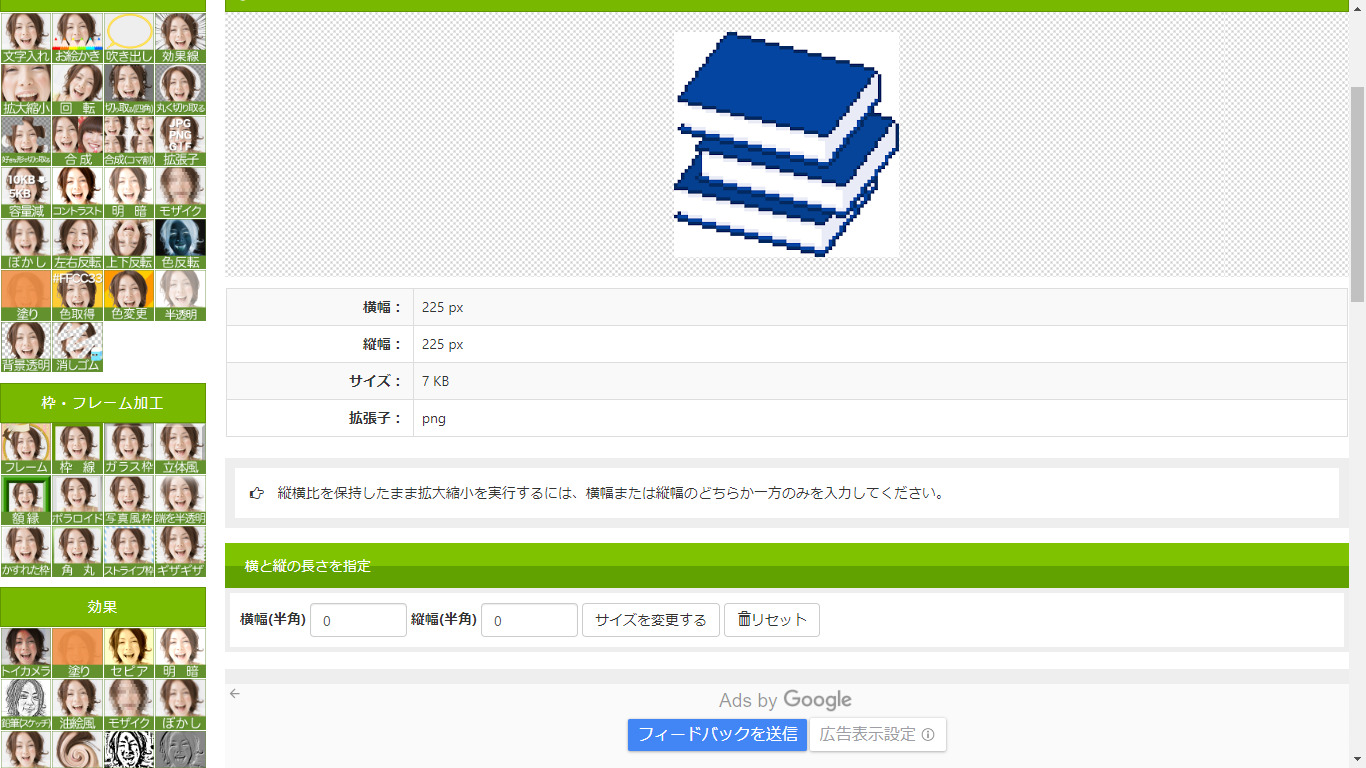 文字入れ お絵かき 吹き出し 効果線
拡大縮小 回　転 切り取る(四角) 丸く切り取る
好きな形で切り取る 合 成 合成(コマ割) JPG PNG GIF 拡張子
10KB 5KB 容量減 コントラスト 明　暗 モザイク
ぼかし 左右反転 上下反転 色反転
塗り #FFCC33 色取得 色変更 半透明
背景透明 消しゴム
枠・フレーム加工
フレーム 枠　線 ガラス枠 立体風
額 縁 ポラロイド 写真風枠 端を半透明
かすれた枠 角　丸 ストライプ枠 ギザギザ
効果
トイカメラ 塗り セピア 明　暗
鉛筆(スケッチ) 油絵風 モザイク ぼかし
横幅： 225 px
縦幅： 225 px
サイズ： 7 KB
拡張子： png
縦横比を保持したまま拡大縮小を実行するには、横幅または縦幅のどちらか一方のみを入力してください。
横と縦の長さを指定
横幅(半角) 0 縦幅(半角) 0 サイズを変更する リセット
Ads by Google
フィードバックを送信 広告表示設定